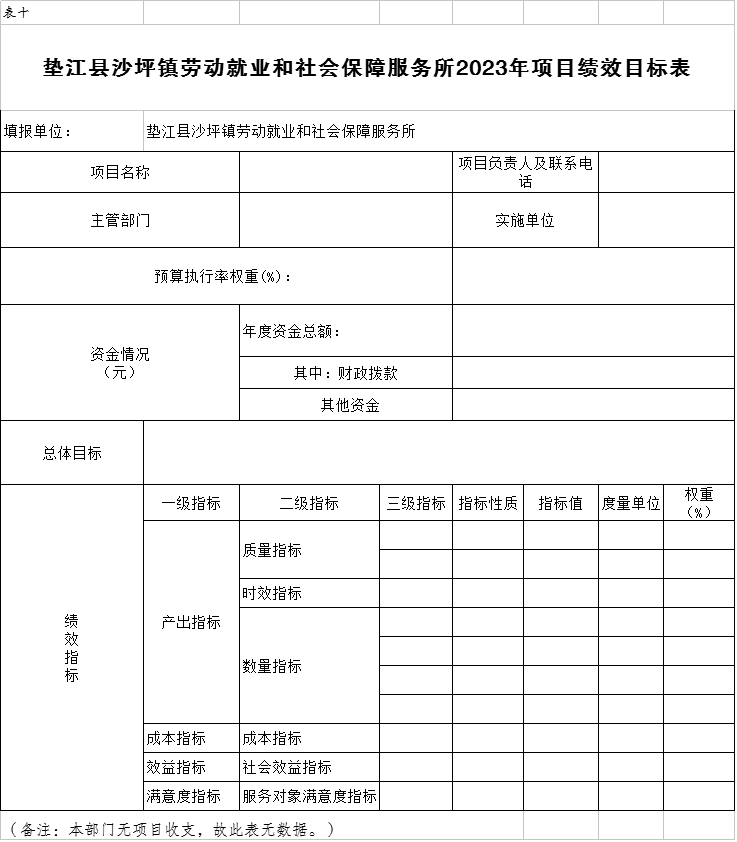 表十
垫江县沙坪镇劳动就业和社会保障服务所2023年项目绩效目标表
填报单位： 垫江县沙坪镇劳动就业和社会保障服务所
项目名称 项目负责人及联系电
话
主管部门 实施单位
预算执行率权重(%)：
资金情况
（元）
年度资金总额：
其中：财政拨款
其他资金
总体目标
绩
效
指
标
一级指标 二级指标 三级指标 指标性质 指标值 度量单位 权重
（%）
产出指标
质量指标
时效指标
数量指标
成本指标 成本指标
效益指标 社会效益指标
满意度指标 服务对象满意度指标
（备注：本部门无项目收支，故此表无数据。）